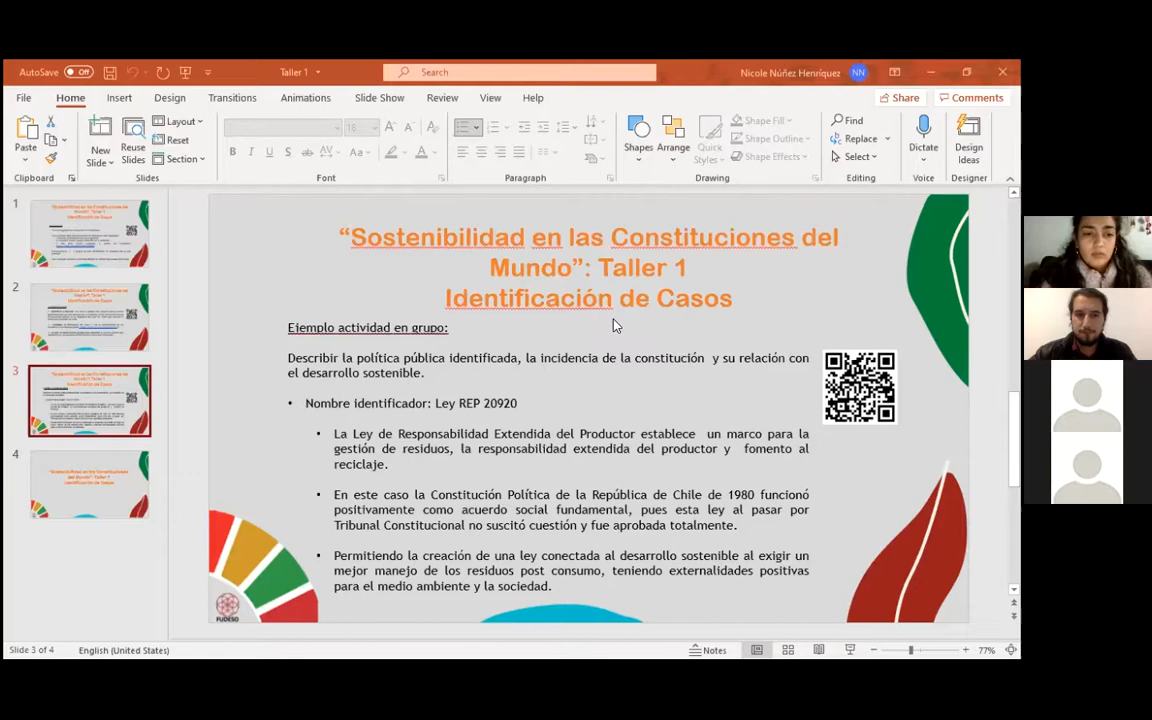 AutoSave Off
Taller 1
Search
Nicole Núñez Henríquez NN
File Home Insert Design Transitions Animations Slide Show Review View Help
Share Comments
Paste
New Slide
Reuse Slides
Layout
Reset
Section
18
B I U S ab AV Aa
A
Shapes
Arrange
Quick Styles
Shape Fill
Shape Outline
Shape Effects
Find
Replace
Select
Dictate
Design Ideas
Clipboard Slides Font Paragraph Drawing Editing Voice Designer
1
2
3
4
“Sostenibilidad en las Constituciones del
Mundo”: Taller 1
Identificación de Casos
Ejemplo actividad en grupo:
Describir la política pública identificada, la incidencia de la constitución y su relación con
el desarrollo sostenible.
• Nombre identificador: Ley REP 20920
• La Ley de Responsabilidad Extendida del Productor establece un marco para la
gestión de residuos, la responsabilidad extendida del productor y fomento al
reciclaje.
• En este caso la Constitución Política de la República de Chile de 1980 funcionó
positivamente como acuerdo social fundamental, pues esta ley al pasar por
Tribunal Constitucional no suscitó cuestión y fue aprobada totalmente.
• Permitiendo la creación de una ley conectada al desarrollo sostenible al exigir un
mejor manejo de los residuos post consumo, teniendo externalidades positivas
para el medio ambiente y la sociedad.
FUDESO
Slide 3 of 4 English (United States)
Notes
77%